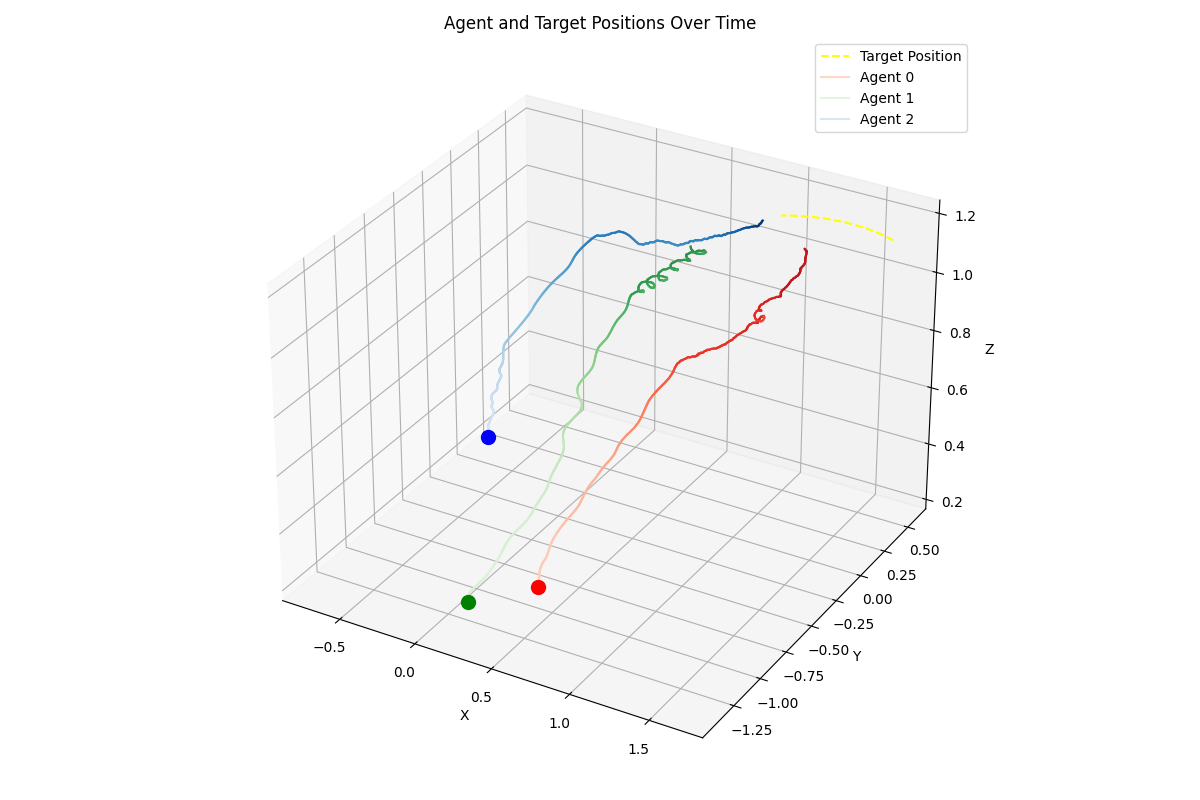 Agent and Target Positions Over Time
Target Position
Agent 0
Agent 1
Agent 2
1.2
1.0
0.8
0.6
0.4
0.2
Z
0.50
0.25
0.00
−0.25
−0.50
−0.75
−1.00
−1.25
Y
−0.5
0.0
0.5
1.0
1.5
X